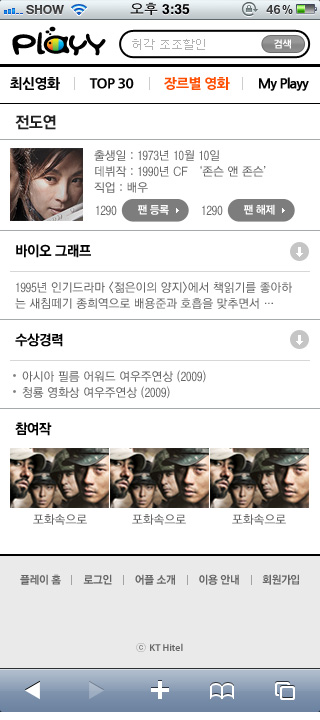 SHOW 오후 3:35 46%
playy 허각 조조할인 검색
최신영화 TOP 30 장르별 영화 My Playy
전도연
출생일 : 1973년 10월 10일
데뷔작 : 1990년 CF '존슨 앤 존슨'
직업 : 배우
1290 팬 등록 1290 팬 해제
바이오 그래프
1995년 인기드라마 <젊은이의 양지>에서 책읽기를 좋아하
는 새침떼기 종희역으로 배용준과 호흡을 맞추면서 ···
수상경력
• 아시아 필름 어워드 여우주연상 (2009)
• 청룡 영화상 여우주연상 (2009)
참여작
포화속으로 포화속으로 포화속으로
플레이 홈 | 로그인 | 어플 소개 | 이용 안내 | 회원가입
ⓒ KT Hitel